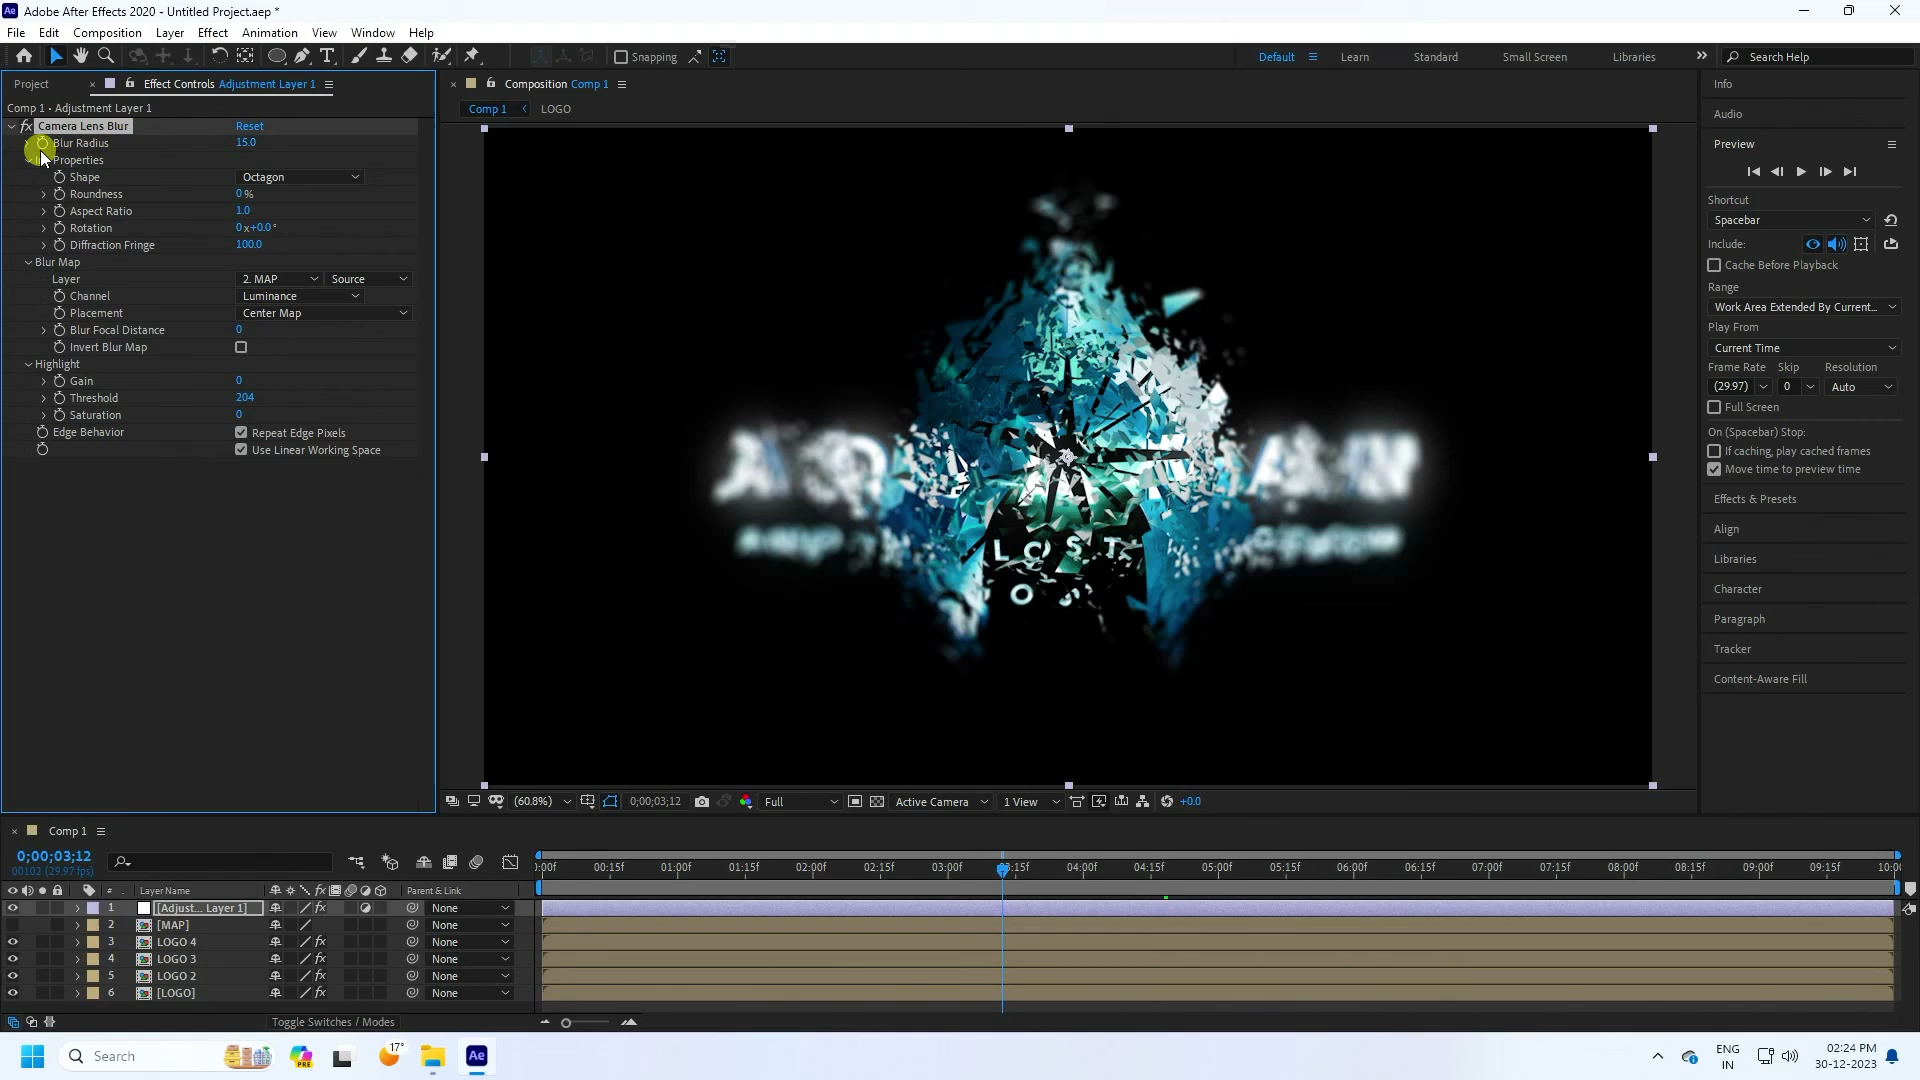 Adobe After Effects 2020 - Untitled Project.aep *
File Edit Composition Layer Effect Animation View Window Help
Snapping
Default Learn Standard Small Screen Libraries Search Help
Project Effect Controls Adjustment Layer 1
Comp 1 • Adjustment Layer 1
fx Camera Lens Blur Reset
Blur Radius 15.0
Properties
Shape Octagon
Roundness 0 %
Aspect Ratio 1.0
Rotation 0 x+0.0 °
Diffraction Fringe 100.0
Blur Map
Layer 2. MAP Source
Channel Luminance
Placement Center Map
Blur Focal Distance 0
Invert Blur Map
Highlight
Gain 0
Threshold 204
Saturation 0
Edge Behavior Repeat Edge Pixels
Use Linear Working Space
Composition Comp 1
Comp 1 LOGO
LOST
(60.8%) 0;00;03;12 Full Active Camera 1 View +0.0
Info
Audio
Preview
Shortcut
Spacebar
Include:
Cache Before Playback
Range
Work Area Extended By Current...
Play From
Current Time
Frame Rate Skip Resolution
(29.97) 0 Auto
Full Screen
On (Spacebar) Stop:
If caching, play cached frames
Move time to preview time
Effects & Presets
Align
Libraries
Character
Paragraph
Tracker
Content-Aware Fill
Comp 1
0;00;03;12
00102 (29.97 fps)
:00f 00:15f 01:00f 01:15f 02:00f 02:15f 03:00f 03:15f 04:00f 04:15f 05:00f 05:15f 06:00f 06:15f 07:00f 07:15f 08:00f 08:15f 09:00f 09:15f 10:00
# Layer Name Parent & Link
1 [Adjust... Layer 1] None
2 [MAP] None
3 LOGO 4 None
4 LOGO 3 None
5 LOGO 2 None
6 [LOGO] None
Toggle Switches / Modes
Search PRE 17° Ae
ENG
IN
02:24 PM
30-12-2023